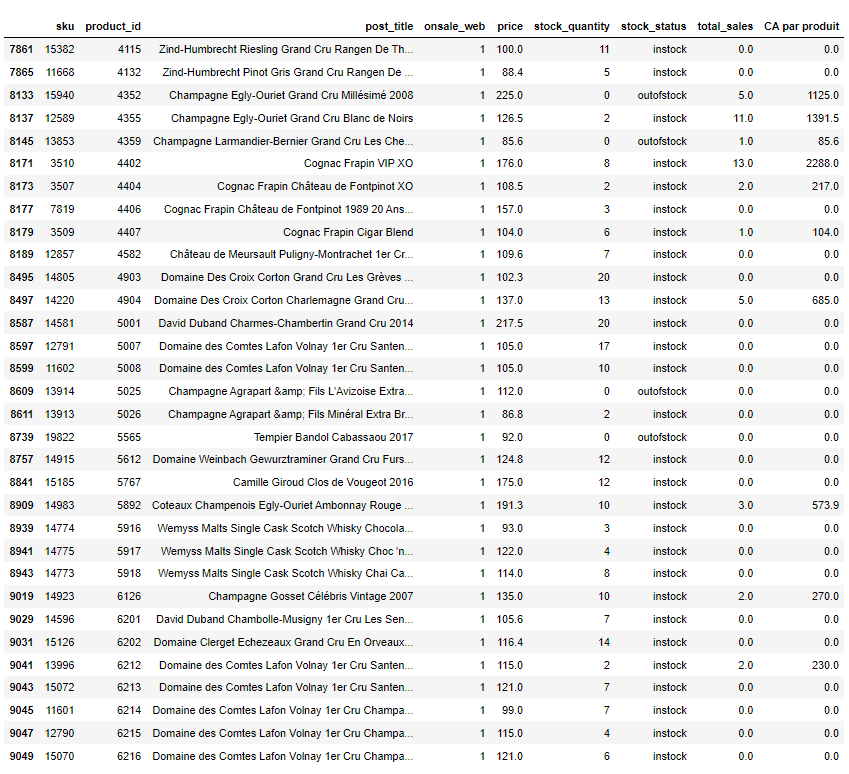 sku product_id post_title onsale_web price stock_quantity stock_status total_sales CA par produit
7861 15382 4115 Zind-Humbrecht Riesling Grand Cru Rangen De Th... 1 100.0 11 instock 0.0 0.0
7865 11668 4132 Zind-Humbrecht Pinot Gris Grand Cru Rangen De ... 1 88.4 5 instock 0.0 0.0
8133 15940 4352 Champagne Egly-Ouriet Grand Cru Millésimé 2008 1 225.0 0 outofstock 5.0 1125.0
8137 12589 4355 Champagne Egly-Ouriet Grand Cru Blanc de Noirs 1 126.5 2 instock 11.0 1391.5
8145 13853 4359 Champagne Larmandier-Bernier Grand Cru Les Che... 1 85.6 0 outofstock 1.0 85.6
8171 3510 4402 Cognac Frapin VIP XO 1 176.0 8 instock 13.0 2288.0
8173 3507 4404 Cognac Frapin Château de Fontpinot XO 1 108.5 2 instock 2.0 217.0
8177 7819 4406 Cognac Frapin Château de Fontpinot 1989 20 Ans... 1 157.0 3 instock 0.0 0.0
8179 3509 4407 Cognac Frapin Cigar Blend 1 104.0 6 instock 1.0 104.0
8189 12857 4582 Château de Meursault Puligny-Montrachet 1er Cr... 1 109.6 7 instock 0.0 0.0
8495 14805 4903 Domaine Des Croix Corton Grand Cru Les Grèves ... 1 102.3 20 instock 0.0 0.0
8497 14220 4904 Domaine Des Croix Corton Charlemagne Grand Cru... 1 137.0 13 instock 5.0 685.0
8587 14581 5001 David Duband Charmes-Chambertin Grand Cru 2014 1 217.5 20 instock 0.0 0.0
8597 12791 5007 Domaine des Comtes Lafon Volnay 1er Cru Santen... 1 105.0 17 instock 0.0 0.0
8599 11602 5008 Domaine des Comtes Lafon Volnay 1er Cru Santen... 1 105.0 10 instock 0.0 0.0
8609 13914 5025 Champagne Agrapart &amp; Fils L'Avizoise Extra... 1 112.0 0 outofstock 0.0 0.0
8611 13913 5026 Champagne Agrapart &amp; Fils Minéral Extra Br... 1 86.8 2 instock 0.0 0.0
8739 19822 5565 Tempier Bandol Cabassaou 2017 1 92.0 0 outofstock 0.0 0.0
8757 14915 5612 Domaine Weinbach Gewurztraminer Grand Cru Furs... 1 124.8 12 instock 0.0 0.0
8841 15185 5767 Camille Giroud Clos de Vougeot 2016 1 175.0 12 instock 0.0 0.0
8909 14983 5892 Coteaux Champenois Egly-Ouriet Ambonnay Rouge ... 1 191.3 10 instock 3.0 573.9
8939 14774 5916 Wemyss Malts Single Cask Scotch Whisky Chocola... 1 93.0 3 instock 0.0 0.0
8941 14775 5917 Wemyss Malts Single Cask Scotch Whisky Choc 'n... 1 122.0 4 instock 0.0 0.0
8943 14773 5918 Wemyss Malts Single Cask Scotch Whisky Chai Ca... 1 114.0 8 instock 0.0 0.0
9019 14923 6126 Champagne Gosset Célébris Vintage 2007 1 135.0 10 instock 2.0 270.0
9029 14596 6201 David Duband Chambolle-Musigny 1er Cru Les Sen... 1 105.6 7 instock 0.0 0.0
9031 15126 6202 Domaine Clerget Echezeaux Grand Cru En Orveaux... 1 116.4 14 instock 0.0 0.0
9041 13996 6212 Domaine des Comtes Lafon Volnay 1er Cru Santen... 1 115.0 2 instock 2.0 230.0
9043 15072 6213 Domaine des Comtes Lafon Volnay 1er Cru Santen... 1 121.0 7 instock 0.0 0.0
9045 11601 6214 Domaine des Comtes Lafon Volnay 1er Cru Champa... 1 99.0 7 instock 0.0 0.0
9047 12790 6215 Domaine des Comtes Lafon Volnay 1er Cru Champa... 1 115.0 4 instock 0.0 0.0
9049 15070 6216 Domaine des Comtes Lafon Volnay 1er Cru Champa... 1 121.0 6 instock 0.0 0.0